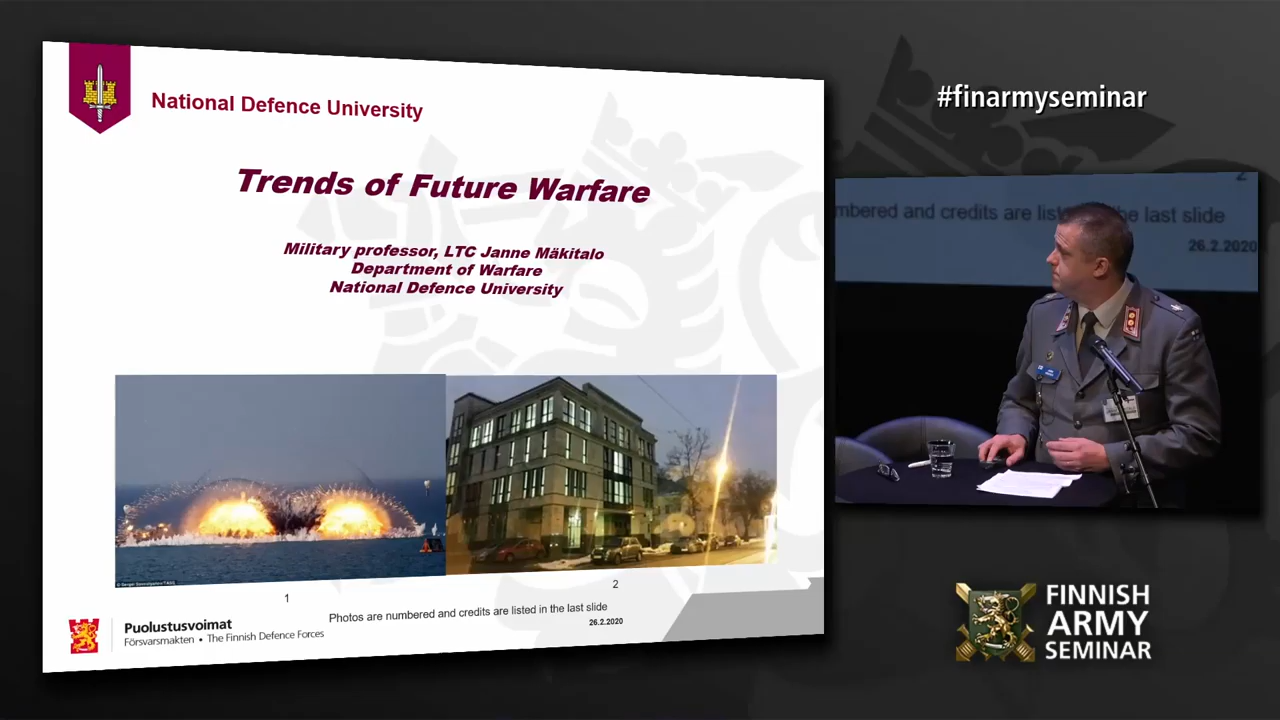 National Defence University
Trends of Future Warfare
Military professor, LTC Janne Mäkitalo
Department of Warfare
National Defence University
1
2
Photos are numbered and credits are listed in the last slide
26.2.2020
Puolustusvoimat
Försvarsmakten • The Finnish Defence Forces
#finarmyseminar
2
mbered and credits are list he last slide
26.2.2020
FINNISH
ARMY
SEMINAR